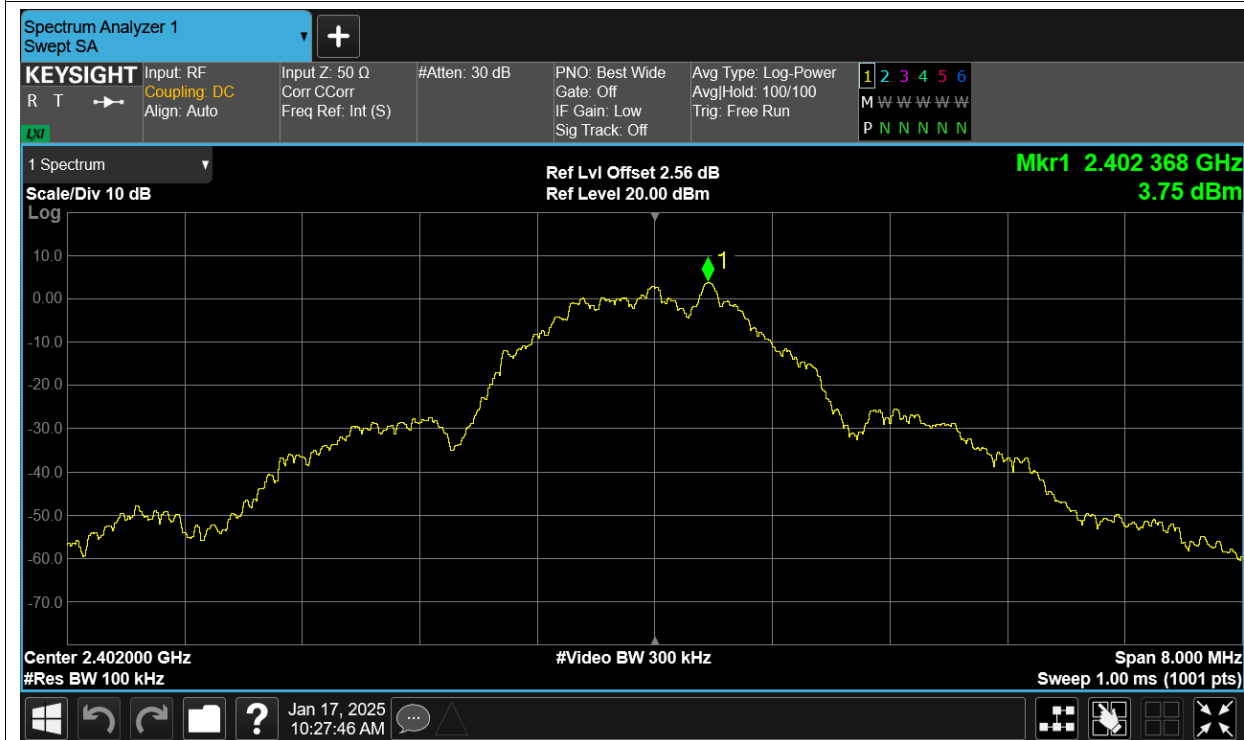 Spectrum Analyzer 1
Swept SA
+
KEYSIGHT
R T
LXI
Input: RF
Coupling: DC
Align: Auto
Input Z: 50 Ω
Corr CCorr
Freq Ref: Int (S)
#Atten: 30 dB
PNO: Best Wide
Gate: Off
IF Gain: Low
Sig Track: Off
Avg Type: Log-Power
Avg|Hold: 100/100
Trig: Free Run
1 2 3 4 5 6
M W W W W W W
P N N N N N N
1 Spectrum
Scale/Div 10 dB
Ref Lvl Offset 2.56 dB
Ref Level 20.00 dBm
Mkr1 2.402 368 GHz
3.75 dBm
Log
1
10.0
0.00
-10.0
-20.0
-30.0
-40.0
-50.0
-60.0
-70.0
Center 2.402000 GHz
#Video BW 300 kHz
Span 8.000 MHz
#Res BW 100 kHz
Sweep 1.00 ms (1001 pts)
?
Jan 17, 2025
10:27:46 AM